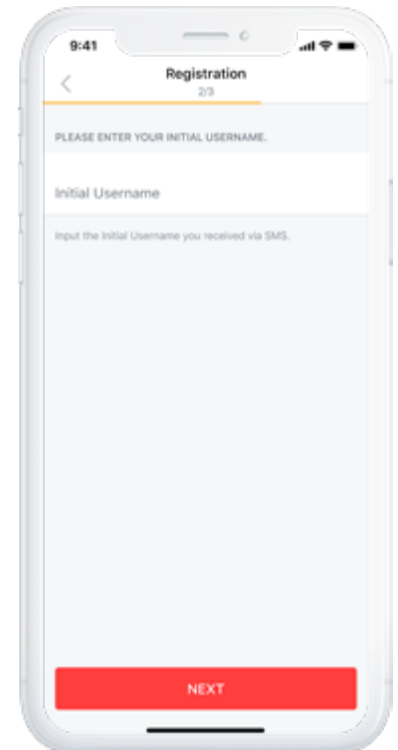 9:41
Registration
2/3
PLEASE ENTER YOUR INITIAL USERNAME.
Initial Username
Input the Initial Username you received via SMS.
NEXT